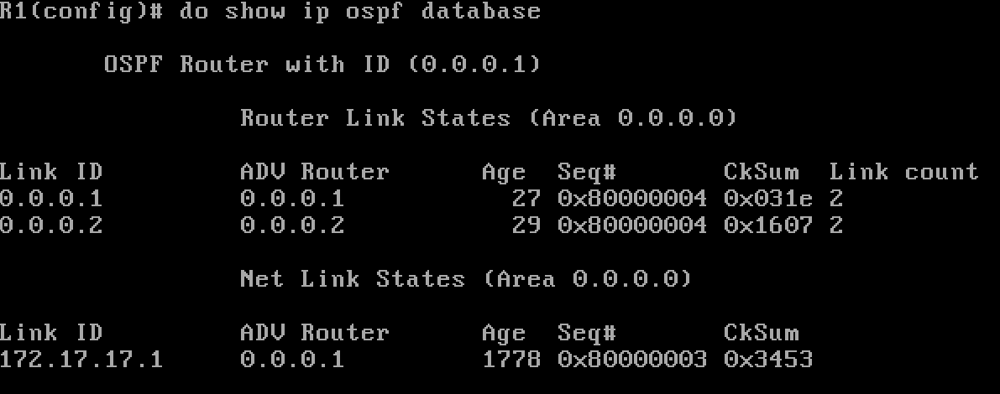 R1(config)# do show ip ospf database
OSPF Router with ID (0.0.0.1)
Router Link States (Area 0.0.0.0)
Link ID ADV Router Age Seq# CkSum Link count
0.0.0.1 0.0.0.1 27 0x80000004 0x031e 2
0.0.0.2 0.0.0.2 29 0x80000004 0x1607 2
Net Link States (Area 0.0.0.0)
Link ID ADV Router Age Seq# CkSum
172.17.17.1 0.0.0.1 1778 0x80000003 0x3453